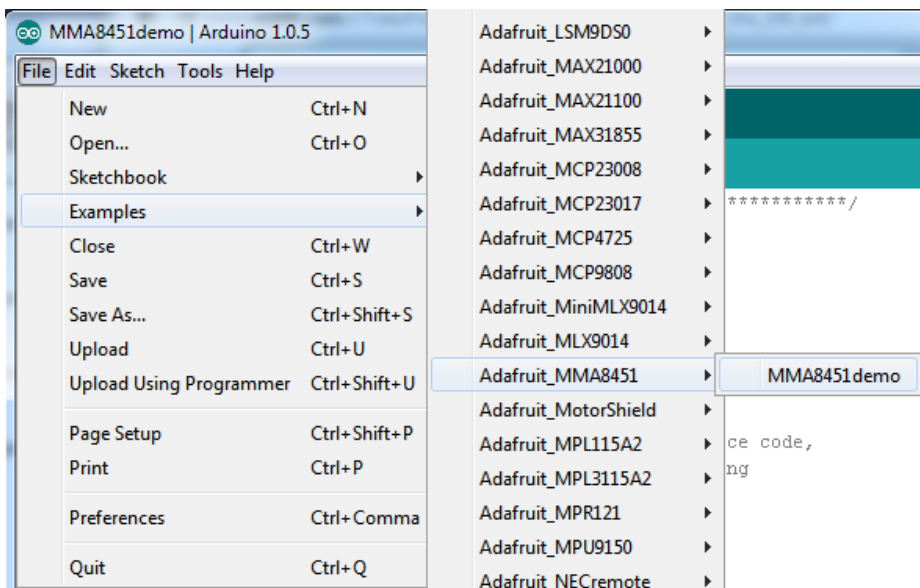 MMA8451demo | Arduino 1.0.5
File Edit Sketch Tools Help
New Ctrl+N
Open... Ctrl+O
Sketchbook
Examples
Close Ctrl+W
Save Ctrl+S
Save As... Ctrl+Shift+S
Upload Ctrl+U
Upload Using Programmer Ctrl+Shift+U
Page Setup Ctrl+Shift+P
Print Ctrl+P
Preferences Ctrl+Comma
Quit Ctrl+Q
Adafruit_LSM9DS0
Adafruit_MAX21000
Adafruit_MAX21100
Adafruit_MAX31855
Adafruit_MCP23008
Adafruit_MCP23017
Adafruit_MCP4725
Adafruit_MCP9808
Adafruit_MiniMLX9014
Adafruit_MLX9014
Adafruit_MMA8451
Adafruit_MotorShield
Adafruit_MPL115A2
Adafruit_MPL3115A2
Adafruit_MPR121
Adafruit_MPU9150
Adafruit_NECremote
MMA8451demo
***********/
ce code,
ng